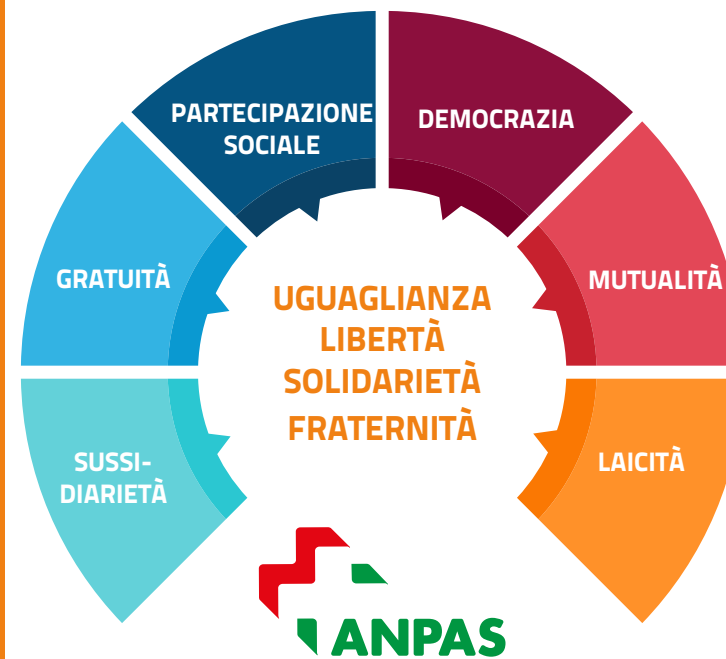 PARTECIPAZIONE
SOCIALE
DEMOCRAZIA
GRATUITÀ
MUTUALITÀ
UGUAGLIANZA
LIBERTÀ
SOLIDARIETÀ
FRATERNITÀ
SUSSI-
DIARIETÀ
LAICITÀ
ANPAS